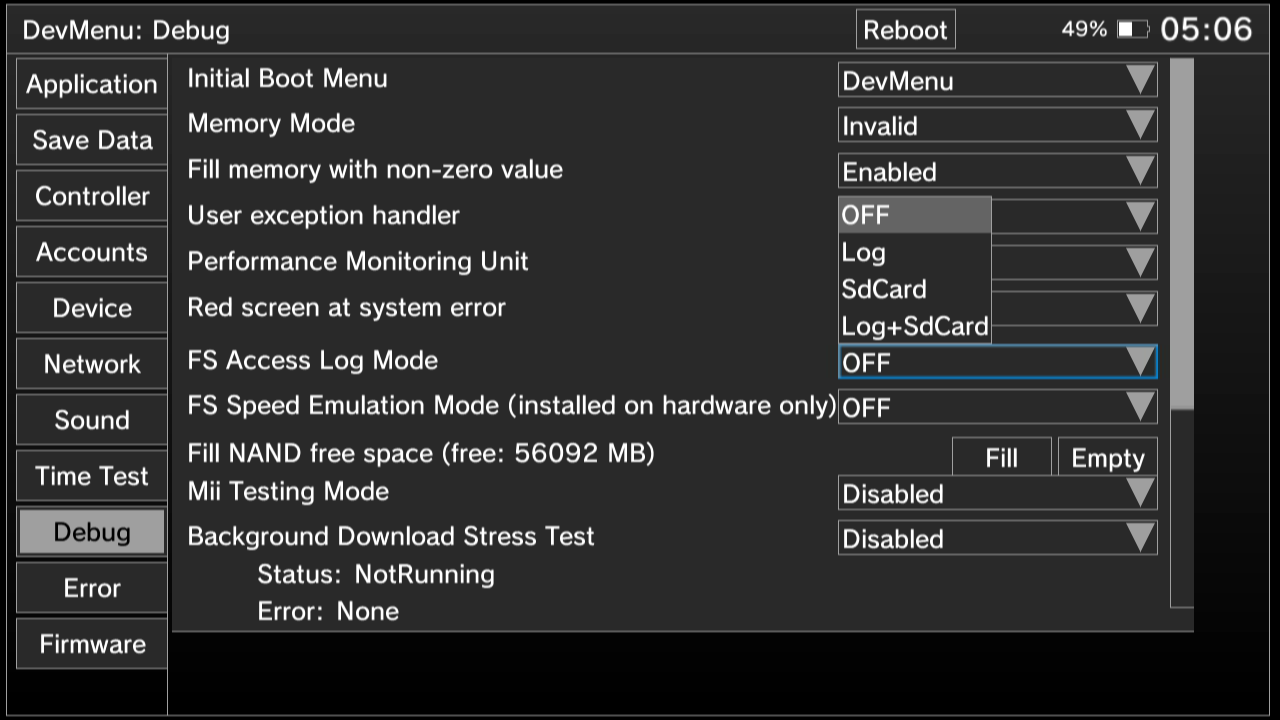 DevMenu: Debug
Reboot
49%
05:06
Application
Save Data
Controller
Accounts
Device
Network
Sound
Time Test
Debug
Error
Firmware
Initial Boot Menu
DevMenu
Memory Mode
Invalid
Fill memory with non-zero value
Enabled
User exception handler
Performance Monitoring Unit
Red screen at system error
OFF
Log
SdCard
Log+SdCard
FS Access Log Mode
OFF
FS Speed Emulation Mode (installed on hardware only)
OFF
Fill NAND free space (free: 56092 MB)
Fill
Empty
Mii Testing Mode
Disabled
Background Download Stress Test
Disabled
Status: NotRunning
Error: None